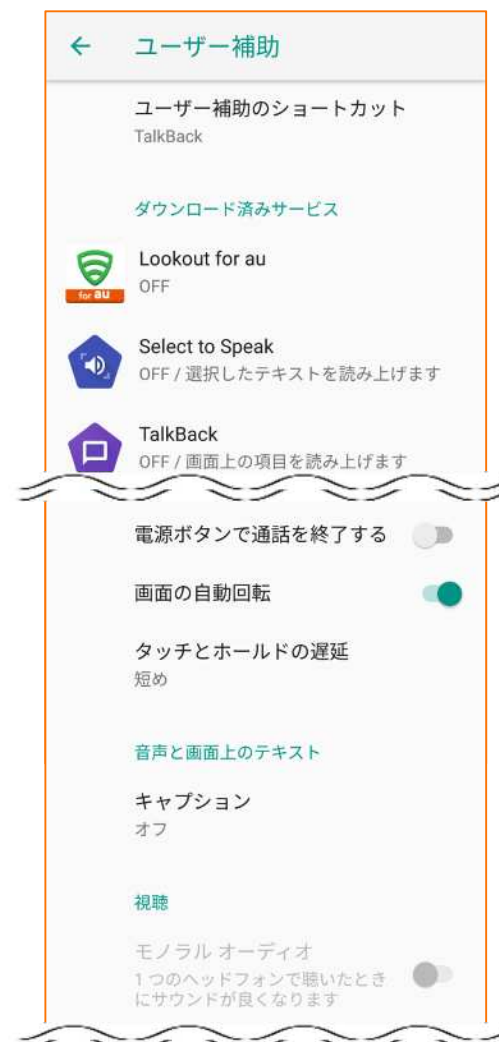 ユーザー補助
ユーザー補助のショートカット
TalkBack
ダウンロード済みサービス
Lookout for au
OFF
for au
Select to Speak
OFF / 選択したテキストを読み上げます
TalkBack
OFF / 画面上の項目を読み上げます
電源ボタンで通話を終了する
画面の自動回転
タッチとホールドの遅延
短め
音声と画面上のテキスト
キャプション
オフ
視聴
モノラル オーディオ
1 つのヘッドフォンで聴いたとき
にサウンドが良くなります